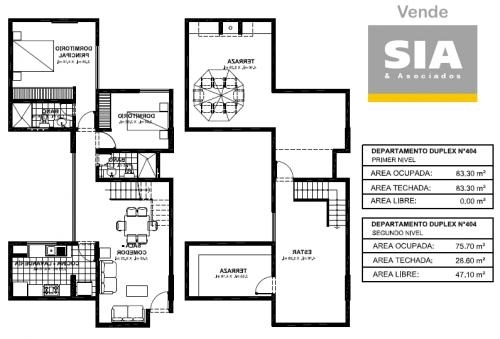 Vende
SIA
& Asociados
DORMITORIO
PRINCIPAL
TERRAZA
DORMITORIO
BAÑO
SALA
COMEDOR
COCINA
LAVANDERIA
TERRAZA
ESTAR
DEPARTAMENTO DUPLEX N°404
PRIMER NIVEL
AREA OCUPADA: 83.30 m²
AREA TECHADA: 83.30 m²
AREA LIBRE: 0.00 m²
DEPARTAMENTO DUPLEX N°404
SEGUNDO NIVEL
AREA OCUPADA: 75.70 m²
AREA TECHADA: 28.60 m²
AREA LIBRE: 47.10 m²